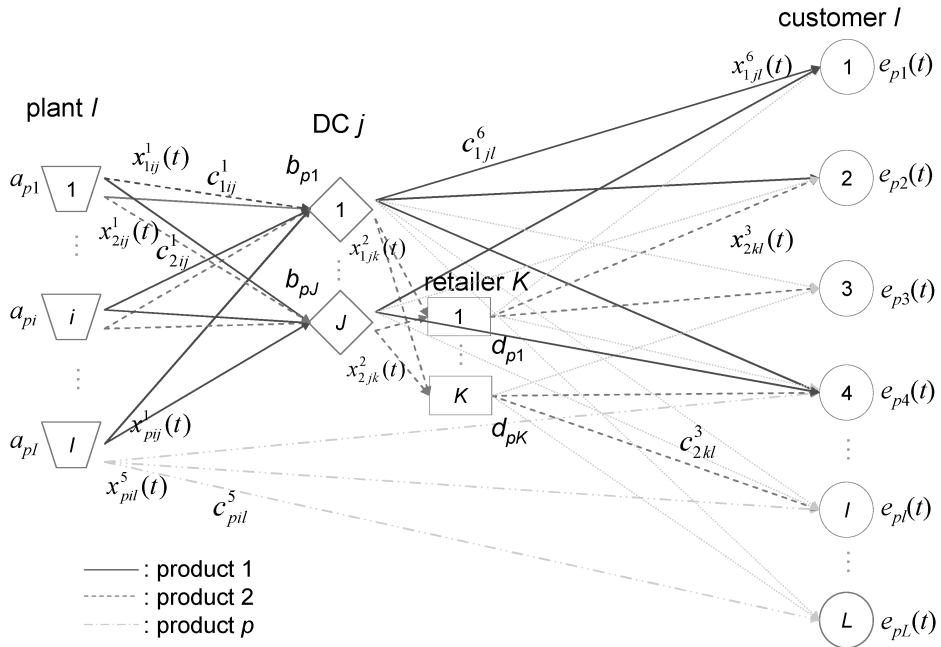 customer l
x^6_{1jl}(t)
1
e_{p1}(t)
plant I
DC j
c^6_{1jl}
x^1_{1ij}(t)
c^1_{1ij}
b_{p1}
a_{p1}
1
1
2
e_{p2}(t)
x^1_{2ij}(t)
c^1_{2ij}
x^2_{1jk}(t)
x^3_{2kl}(t)
b_{pJ}
retailer K
3
e_{p3}(t)
a_{pi}
i
J
1
d_{p1}
x^2_{2jk}(t)
K
4
e_{p4}(t)
d_{pK}
x^1_{pij}(t)
a_{pI}
I
c^3_{2kl}
x^5_{pil}(t)
c^5_{pil}
l
e_{pl}(t)
: product 1
: product 2
: product p
L
e_{pL}(t)